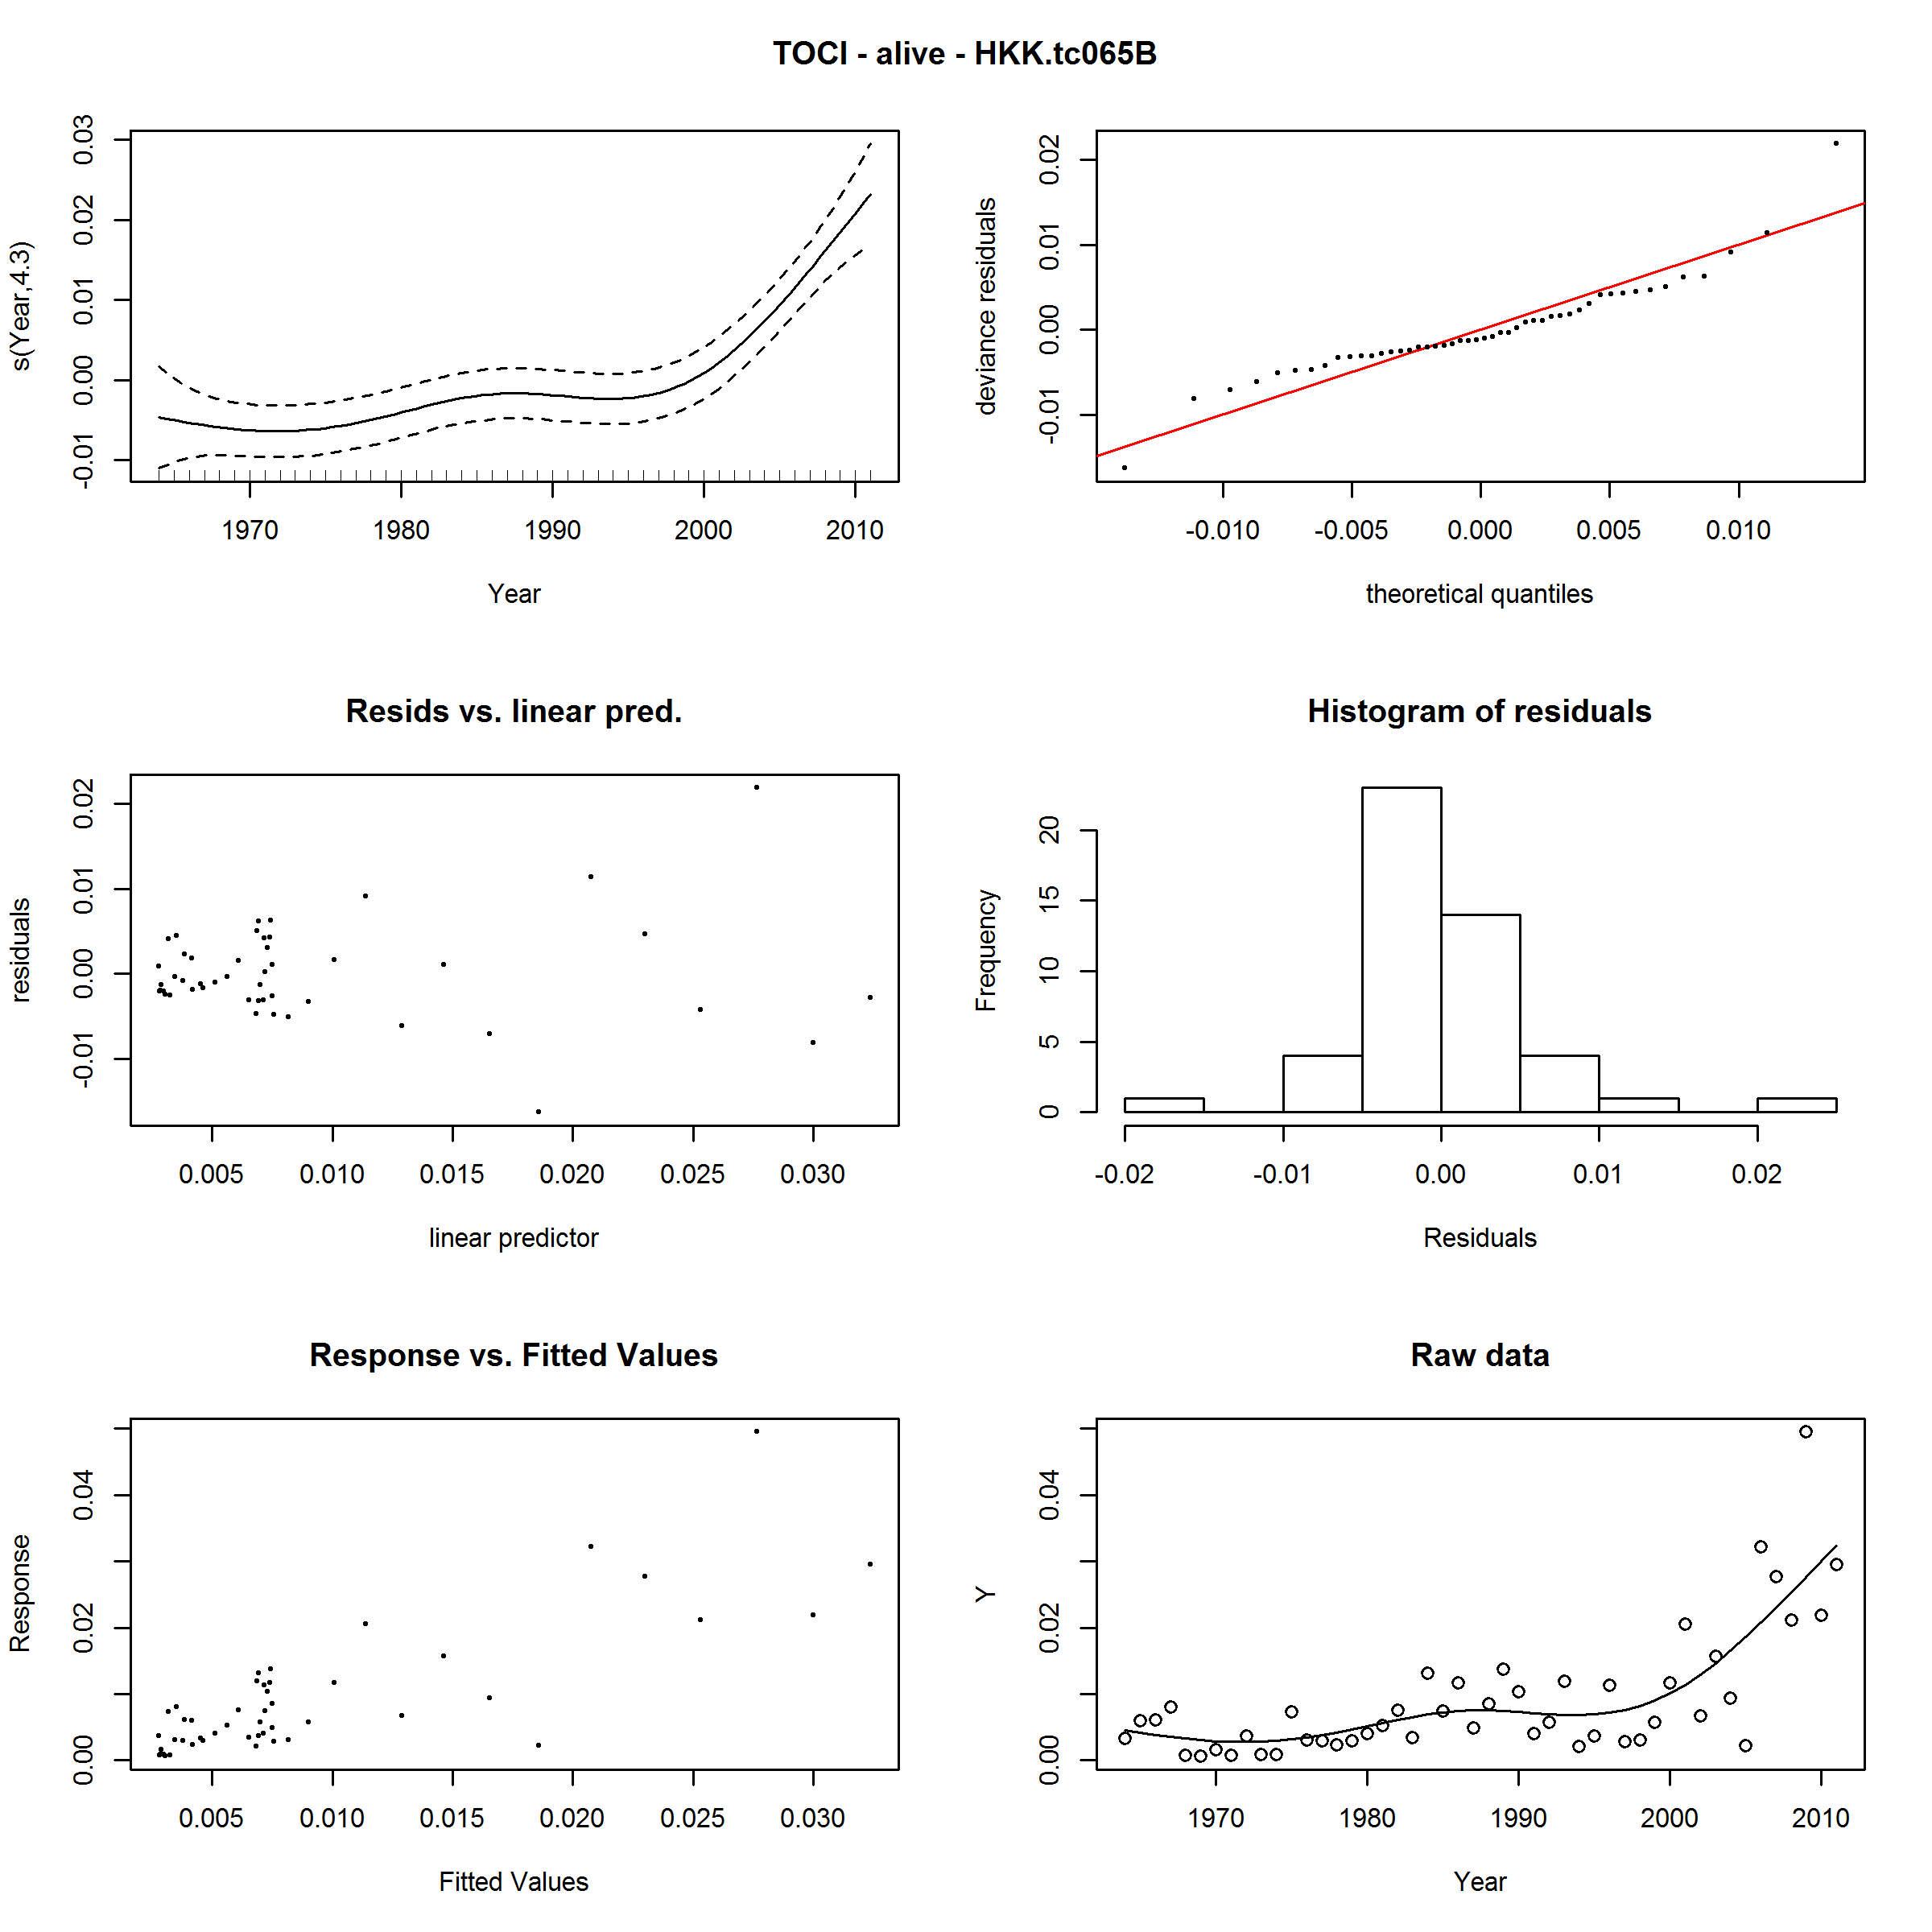 TOCI - alive - HKK.tc065B
s(Year,4.3)
-0.01 0.00 0.01 0.02 0.03
1970 1980 1990 2000 2010
Year
deviance residuals
-0.01 0.00 0.01 0.02
-0.010 -0.005 0.000 0.005 0.010
theoretical quantiles
Resids vs. linear pred.
residuals
-0.01 0.00 0.01 0.02
0.005 0.010 0.015 0.020 0.025 0.030
linear predictor
Histogram of residuals
Frequency
0 5 10 15 20
-0.02 -0.01 0.00 0.01 0.02
Residuals
Response vs. Fitted Values
Response
0.00 0.02 0.04
0.005 0.010 0.015 0.020 0.025 0.030
Fitted Values
Raw data
Y
0.00 0.02 0.04
1970 1980 1990 2000 2010
Year